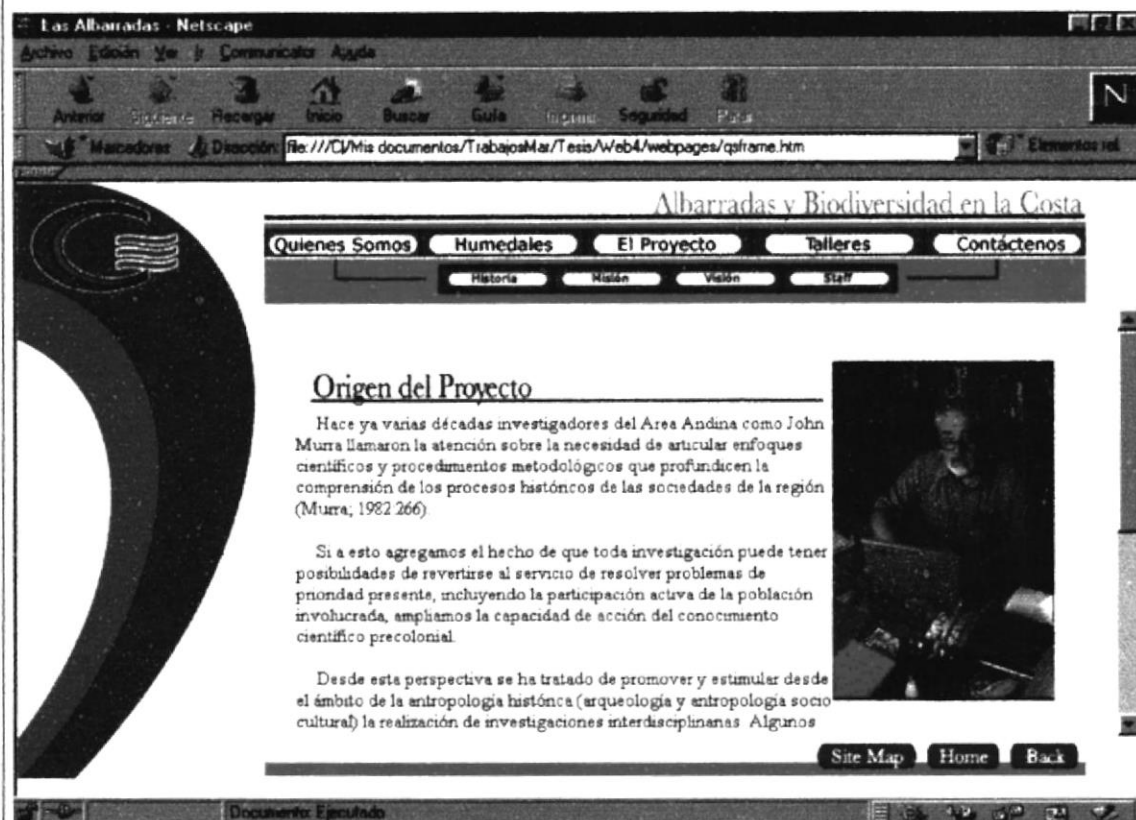 Las Albarradas - Netscape
Archivo Edición Ver Ir Communicator Ayuda
Anterior Siguiente Recargar Inicio Buscar Guía Imprimir Seguridad Parar
Marcadores Dirección: file:///C|/Mis documentos/TrabajosMar/Tesis/Web4/webpages/qsframe.htm Elementos rel.
Albarradas y Biodiversidad en la Costa
Quienes Somos Humedales El Proyecto Talleres Contáctenos
Historia Misión Visión Staff
Origen del Proyecto
Hace ya varias décadas investigadores del Area Andina como John
Murra llamaron la atención sobre la necesidad de articular enfoques
científicos y procedimientos metodológicos que profundicen la
comprensión de los procesos históricos de las sociedades de la región
(Murra; 1982:266).
Si a esto agregamos el hecho de que toda investigación puede tener
posibilidades de revertirse al servicio de resolver problemas de
prioridad presente, incluyendo la participación activa de la población
involucrada, ampliamos la capacidad de acción del conocimiento
científico precolonial.
Desde esta perspectiva se ha tratado de promover y estimular desde
el ámbito de la antropología histórica (arqueología y antropología socio
cultural) la realización de investigaciones interdisciplinarias. Algunos
Site Map Home Back
Documento: Ejecutado
N